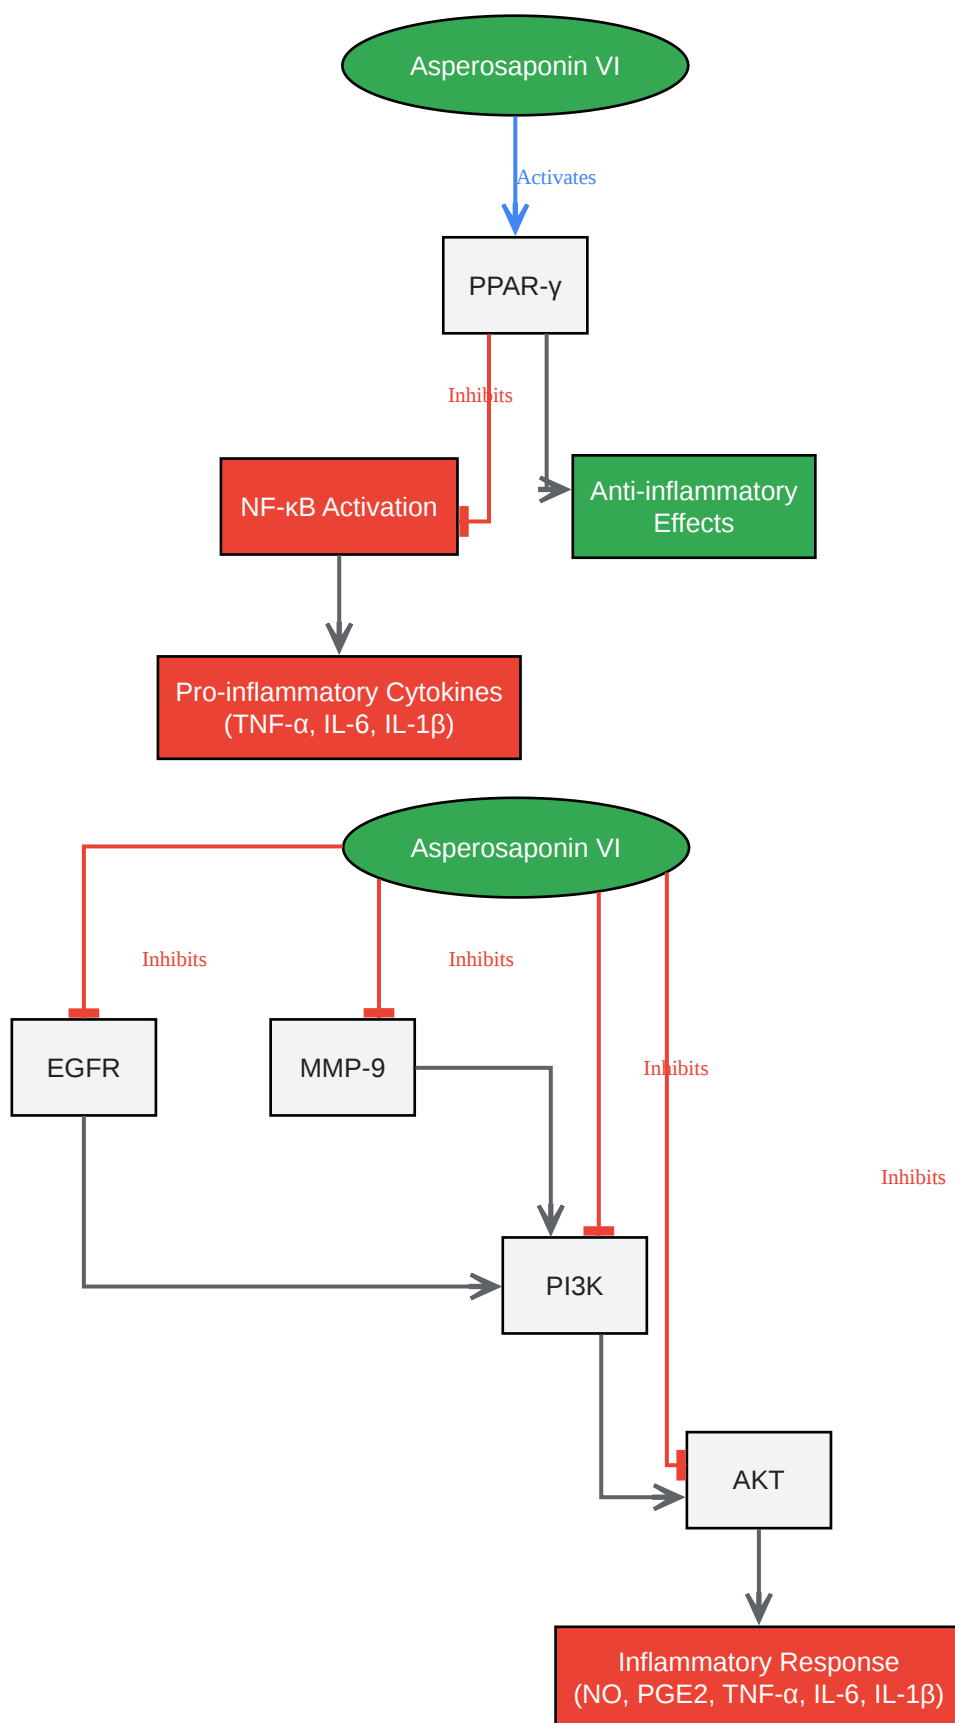 Asperosaponin VI
Activates
PPAR-γ
Inhibits
NF-κB Activation
Anti-inflammatory
Effects
Pro-inflammatory Cytokines
(TNF-α, IL-6, IL-1β)
Asperosaponin VI
Inhibits
Inhibits
EGFR
MMP-9
Inhibits
Inhibits
PI3K
AKT
Inflammatory Response
(NO, PGE2, TNF-α, IL-6, IL-1β)